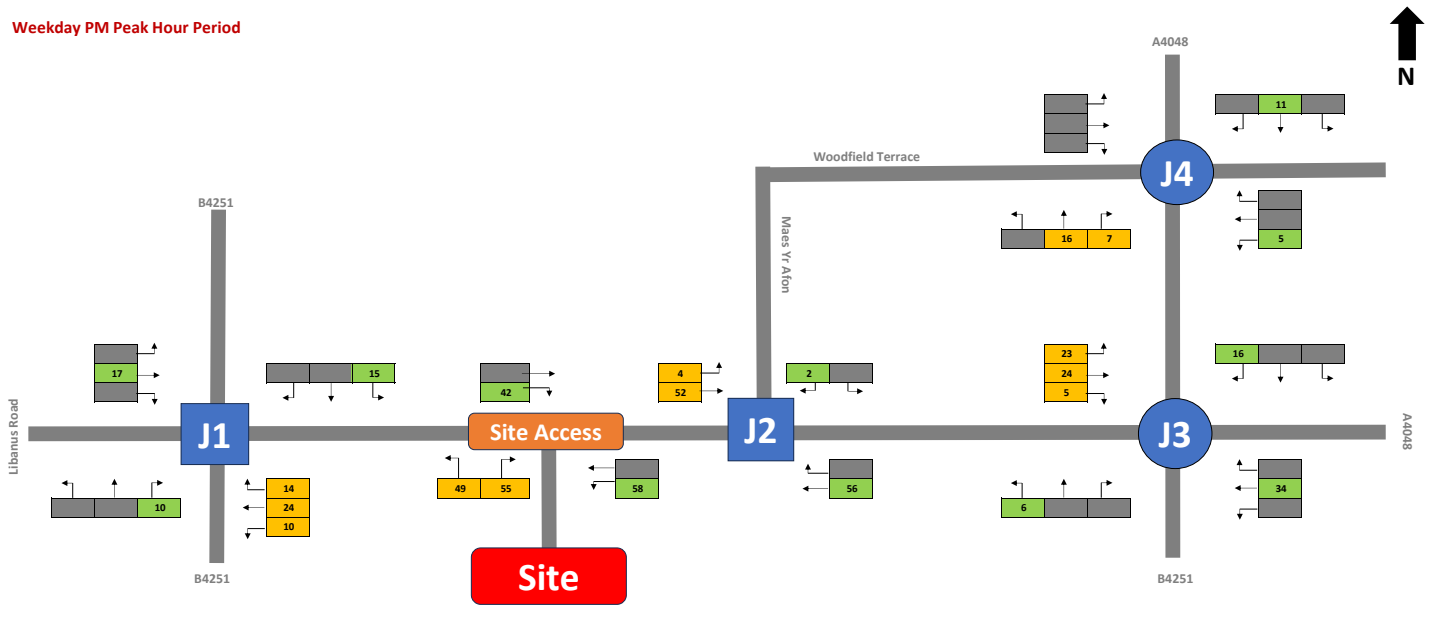 Weekday PM Peak Hour Period
A4048
N
11
Woodfield Terrace
J4
B4251
16 7
5
Maes Yr Afon
17
15
42
4
52
2
23
24
5
16
Libanus Road
J1
Site Access
J2
J3
A4048
10
14
24
10
49 55
58
56
6
34
B4251
Site
B4251